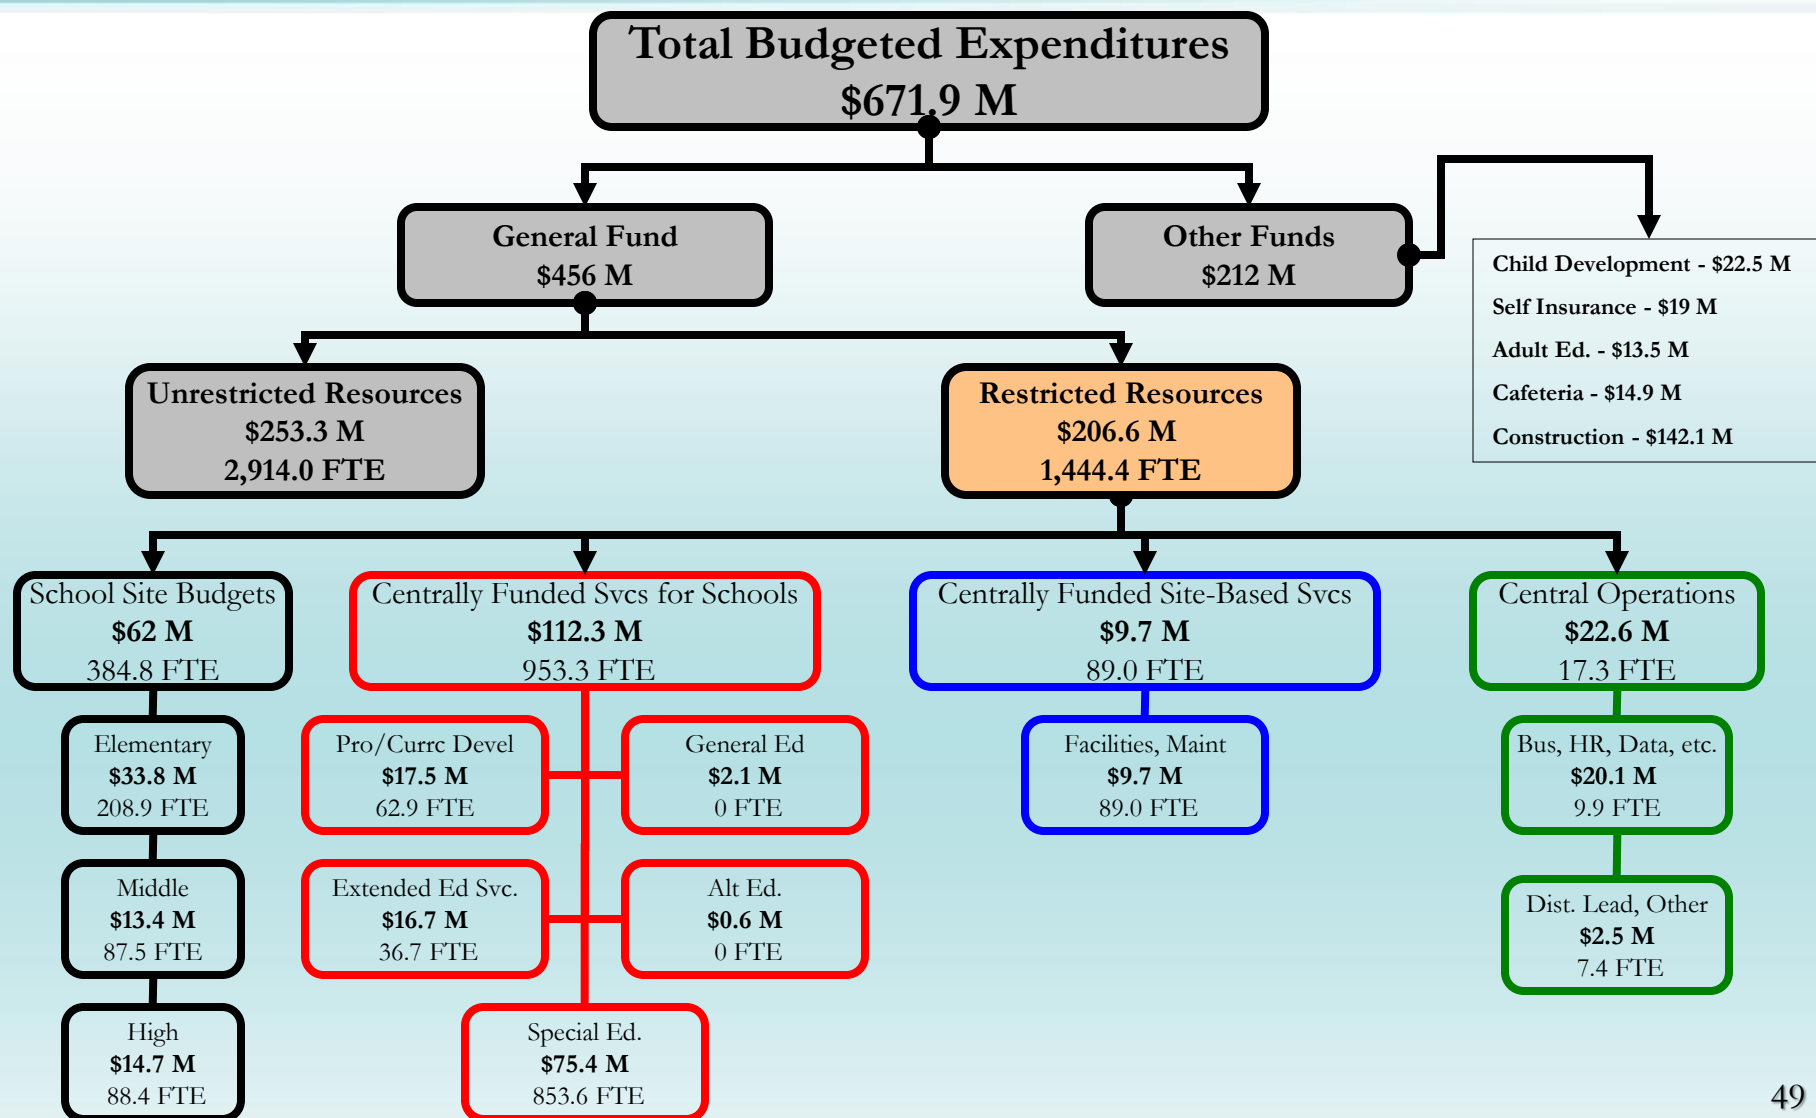 Total Budgeted Expenditures
$671.9 M
General Fund
$456 M
Other Funds
$212 M
Child Development - $22.5 M
Self Insurance - $19 M
Adult Ed. - $13.5 M
Cafeteria - $14.9 M
Construction - $142.1 M
Unrestricted Resources
$253.3 M
2,914.0 FTE
Restricted Resources
$206.6 M
1,444.4 FTE
School Site Budgets
$62 M
384.8 FTE
Centrally Funded Svcs for Schools
$112.3 M
953.3 FTE
Centrally Funded Site-Based Svcs
$9.7 M
89.0 FTE
Central Operations
$22.6 M
17.3 FTE
Elementary
$33.8 M
208.9 FTE
Pro/Currc Devel
$17.5 M
62.9 FTE
General Ed
$2.1 M
0 FTE
Facilities, Maint
$9.7 M
89.0 FTE
Bus, HR, Data, etc.
$20.1 M
9.9 FTE
Middle
$13.4 M
87.5 FTE
Extended Ed Svc.
$16.7 M
36.7 FTE
Alt Ed.
$0.6 M
0 FTE
Dist. Lead, Other
$2.5 M
7.4 FTE
High
$14.7 M
88.4 FTE
Special Ed.
$75.4 M
853.6 FTE
49